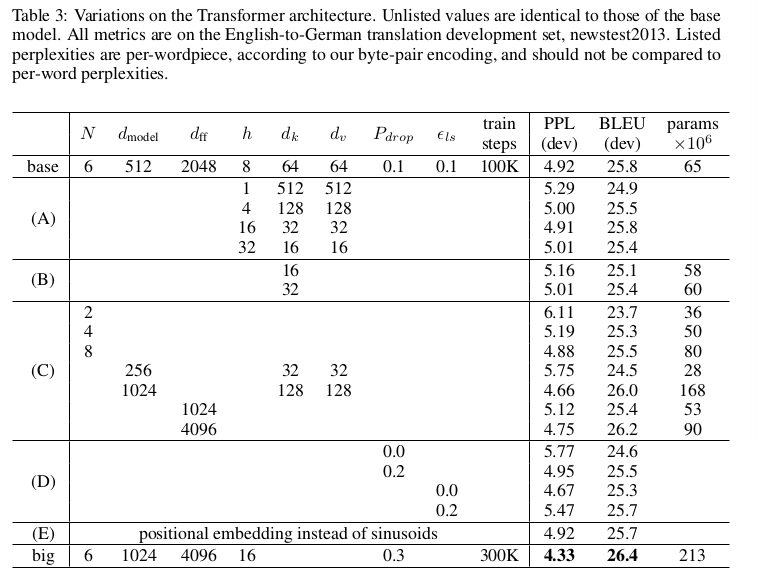 Table 3: Variations on the Transformer architecture. Unlisted values are identical to those of the base
model. All metrics are on the English-to-German translation development set, newstest2013. Listed
perplexities are per-wordpiece, according to our byte-pair encoding, and should not be compared to
per-word perplexities.
N d_model d_ff h d_k d_v P_drop ϵ_ls train steps PPL (dev) BLEU (dev) params ×10^6
base 6 512 2048 8 64 64 0.1 0.1 100K 4.92 25.8 65
(A)
1 512 512 5.29 24.9
4 128 128 5.00 25.5
16 32 32 4.91 25.8
32 16 16 5.01 25.4
(B)
16 5.16 25.1 58
32 5.01 25.4 60
(C)
2 6.11 23.7 36
4 5.19 25.3 50
8 4.88 25.5 80
256 32 32 5.75 24.5 28
1024 128 128 4.66 26.0 168
1024 5.12 25.4 53
4096 4.75 26.2 90
(D)
0.0 5.77 24.6
0.2 4.95 25.5
0.0 4.67 25.3
0.2 5.47 25.7
(E) positional embedding instead of sinusoids 4.92 25.7
big 6 1024 4096 16 0.3 300K 4.33 26.4 213